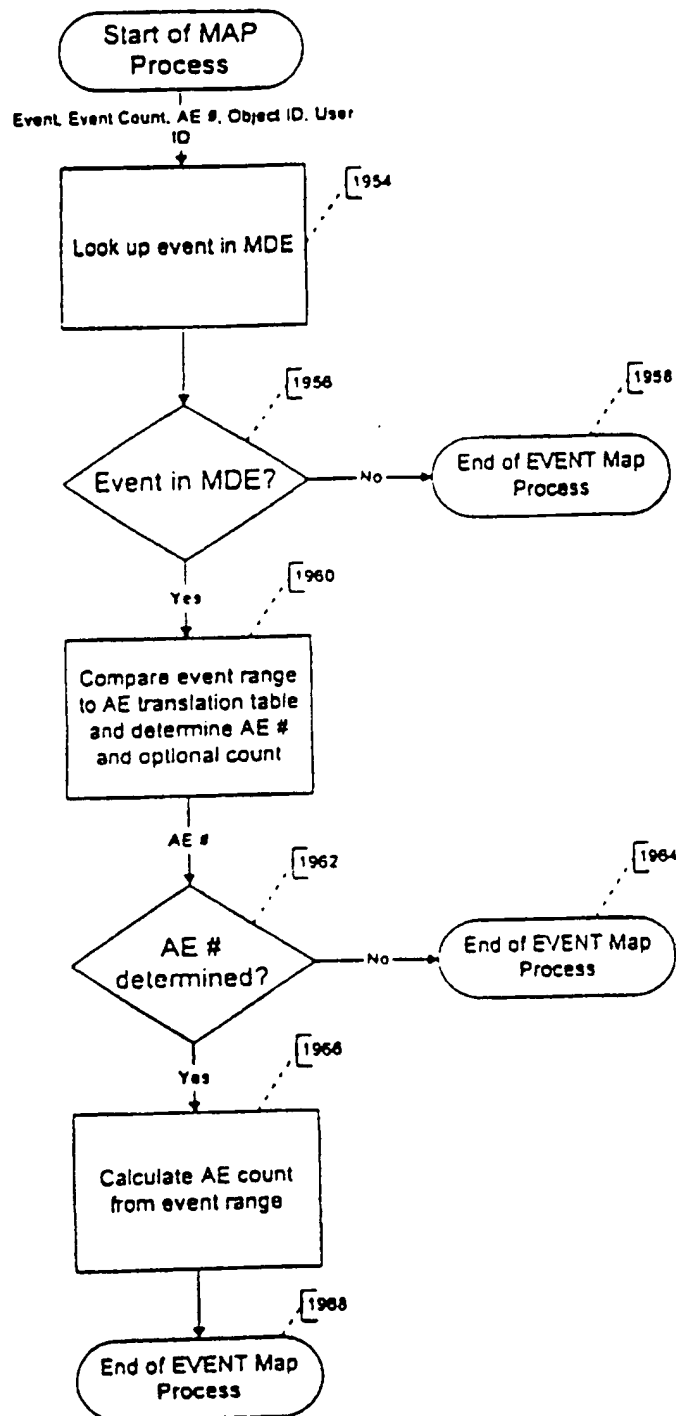 Start of MAP
Process
Event, Event Count, AE #, Object ID, User
ID
1954
Look up event in MDE
1956
1958
Event in MDE?
No
End of EVENT Map
Process
Yes
1960
Compare event range
to AE translation table
and determine AE #
and optional count
AE #
1962
1964
AE #
determined?
No
End of EVENT Map
Process
Yes
1966
Calculate AE count
from event range
1968
End of EVENT Map
Process